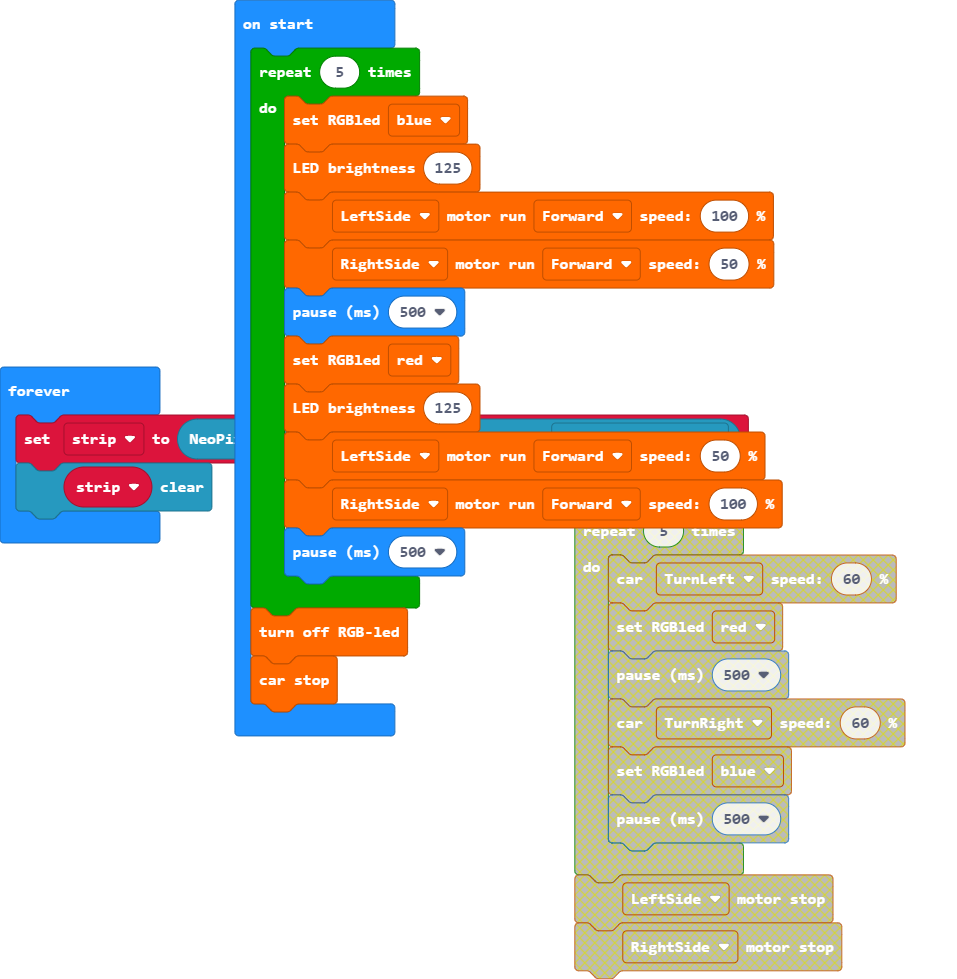 on start
repeat 5 times
do
set RGBled blue
LED brightness 125
LeftSide motor run Forward speed: 100 %
RightSide motor run Forward speed: 50 %
pause (ms) 500
set RGBled red
LED brightness 125
LeftSide motor run Forward speed: 50 %
RightSide motor run Forward speed: 100 %
pause (ms) 500
turn off RGB-led
car stop
forever
set strip to NeoPi
strip clear
repeat 5 times
do
car TurnLeft speed: 60 %
set RGBled red
pause (ms) 500
car TurnRight speed: 60 %
set RGBled blue
pause (ms) 500
LeftSide motor stop
RightSide motor stop